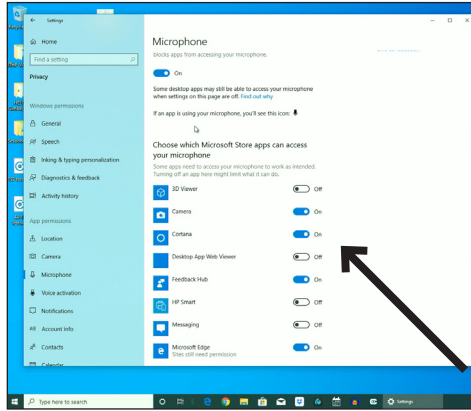 Settings
Home
Find a setting
Privacy
Windows permissions
General
Speech
Inking & typing personalization
Diagnostics & feedback
Activity history
App permissions
Location
Camera
Microphone
Voice activation
Notifications
Account info
Contacts
Calendar
Microphone
blocks apps from accessing your microphone.
On
Some desktop apps may still be able to access your microphone
when settings on this page are off. Find out why
If an app is using your microphone, you'll see this icon:
Choose which Microsoft Store apps can access
your microphone
Some apps need to access your microphone to work as intended.
Turning off an app here might limit what it can do.
3D Viewer Off
Camera On
Cortana On
Desktop App Web Viewer Off
Feedback Hub On
HP Smart Off
Messaging Off
Microsoft Edge On
Sites still need permission
Type here to search
Settings